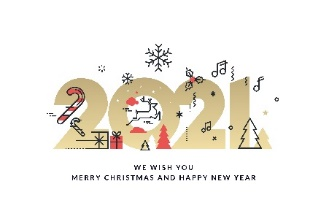 2021
WE WISH YOU
MERRY CHRISTMAS AND HAPPY NEW YEAR